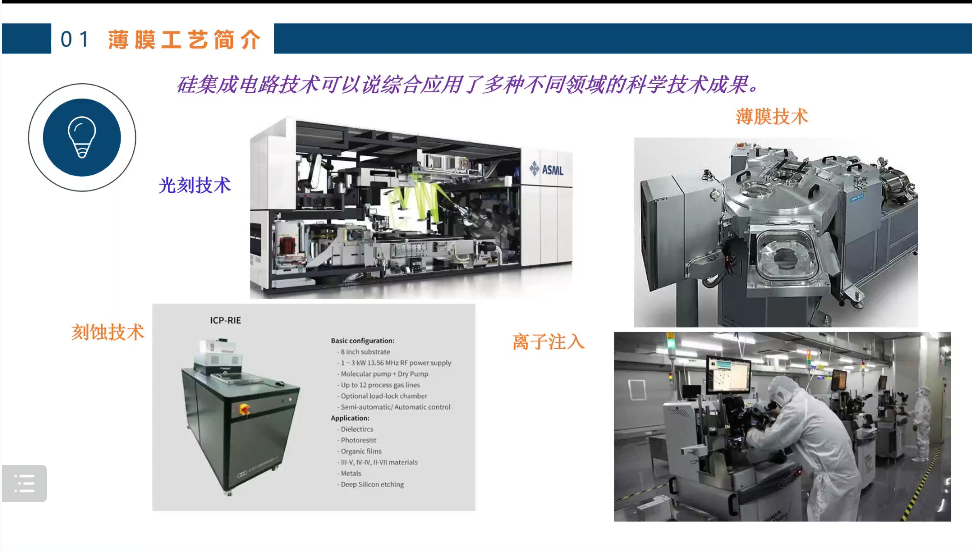 01 薄膜工艺简介
硅集成电路技术可以说综合应用了多种不同领域的科学技术成果。
薄膜技术
光刻技术
ASML
刻蚀技术
ICP-RIE
Basic configuration:
- 8 inch substrate
- 1 ~ 3 kW 13.56 MHz RF power supply
- Molecular pump + Dry Pump
- Up to 12 process gas lines
- Optional load-lock chamber
- Semi-automatic/ Automatic control
Application:
- Dielectircs
- Photoresist
- Organic films
- III-V, IV-IV, II-VII materials
- Metals
- Deep Silicon etching
离子注入